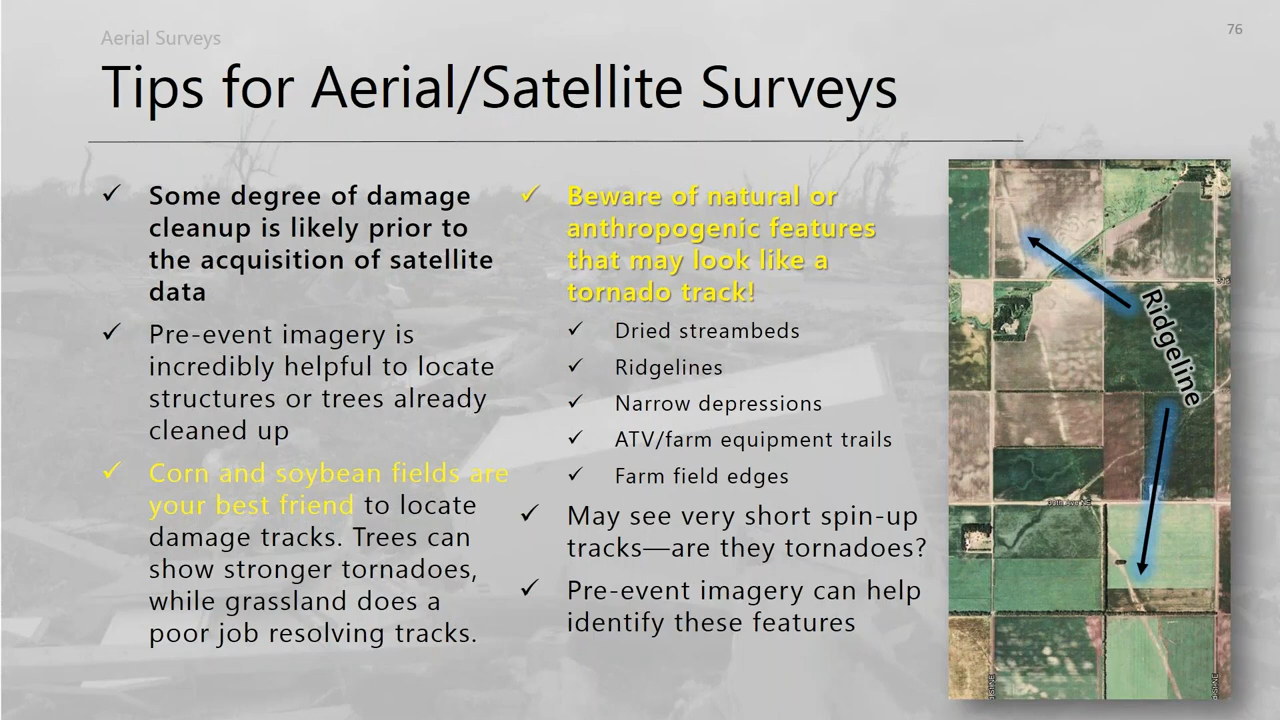 Aerial Surveys
76
Tips for Aerial/Satellite Surveys
Some degree of damage
cleanup is likely prior to
the acquisition of satellite
data
Pre-event imagery is
incredibly helpful to locate
structures or trees already
cleaned up
Corn and soybean fields are
your best friend to locate
damage tracks. Trees can
show stronger tornadoes,
while grassland does a
poor job resolving tracks.
Beware of natural or
anthropogenic features
that may look like a
tornado track!
Dried streambeds
Ridgelines
Narrow depressions
ATV/farm equipment trails
Farm field edges
May see very short spin-up
tracks—are they tornadoes?
Pre-event imagery can help
identify these features
Ridgeline